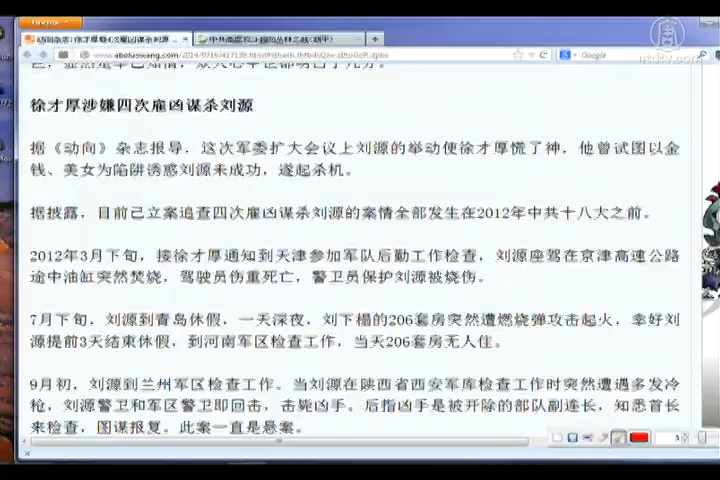 徐才厚涉嫌四次雇凶谋杀刘源
据《动向》杂志报导，这次军委扩大会议上刘源的举动使徐才厚慌了神，他曾试图以金
钱、美女为陷阱诱惑刘源未成功，遂起杀机。
据披露，目前已立案追查四次雇凶谋杀刘源的案情全部发生在2012年中共十八大之前。
2012年3月下旬，接徐才厚通知到天津参加军队后勤工作检查，刘源座驾在京津高速公路
途中油缸突然焚烧，驾驶员伤重死亡，警卫员保护刘源被烧伤。
7月下旬，刘源到青岛休假，一天深夜，刘下榻的206套房突然遭燃烧弹攻击起火，幸好刘
源提前3天结束休假，到河南军区检查工作，当天206套房无人住。
9月初，刘源到兰州军区检查工作。当刘源在陕西省西安军库检查工作时突然遭遇多发冷
枪，刘源警卫和军区警卫即回击，击毙凶手。后指凶手是被开除的部队副连长，知悉首长
来检查，图谋报复。此案一直是悬案。